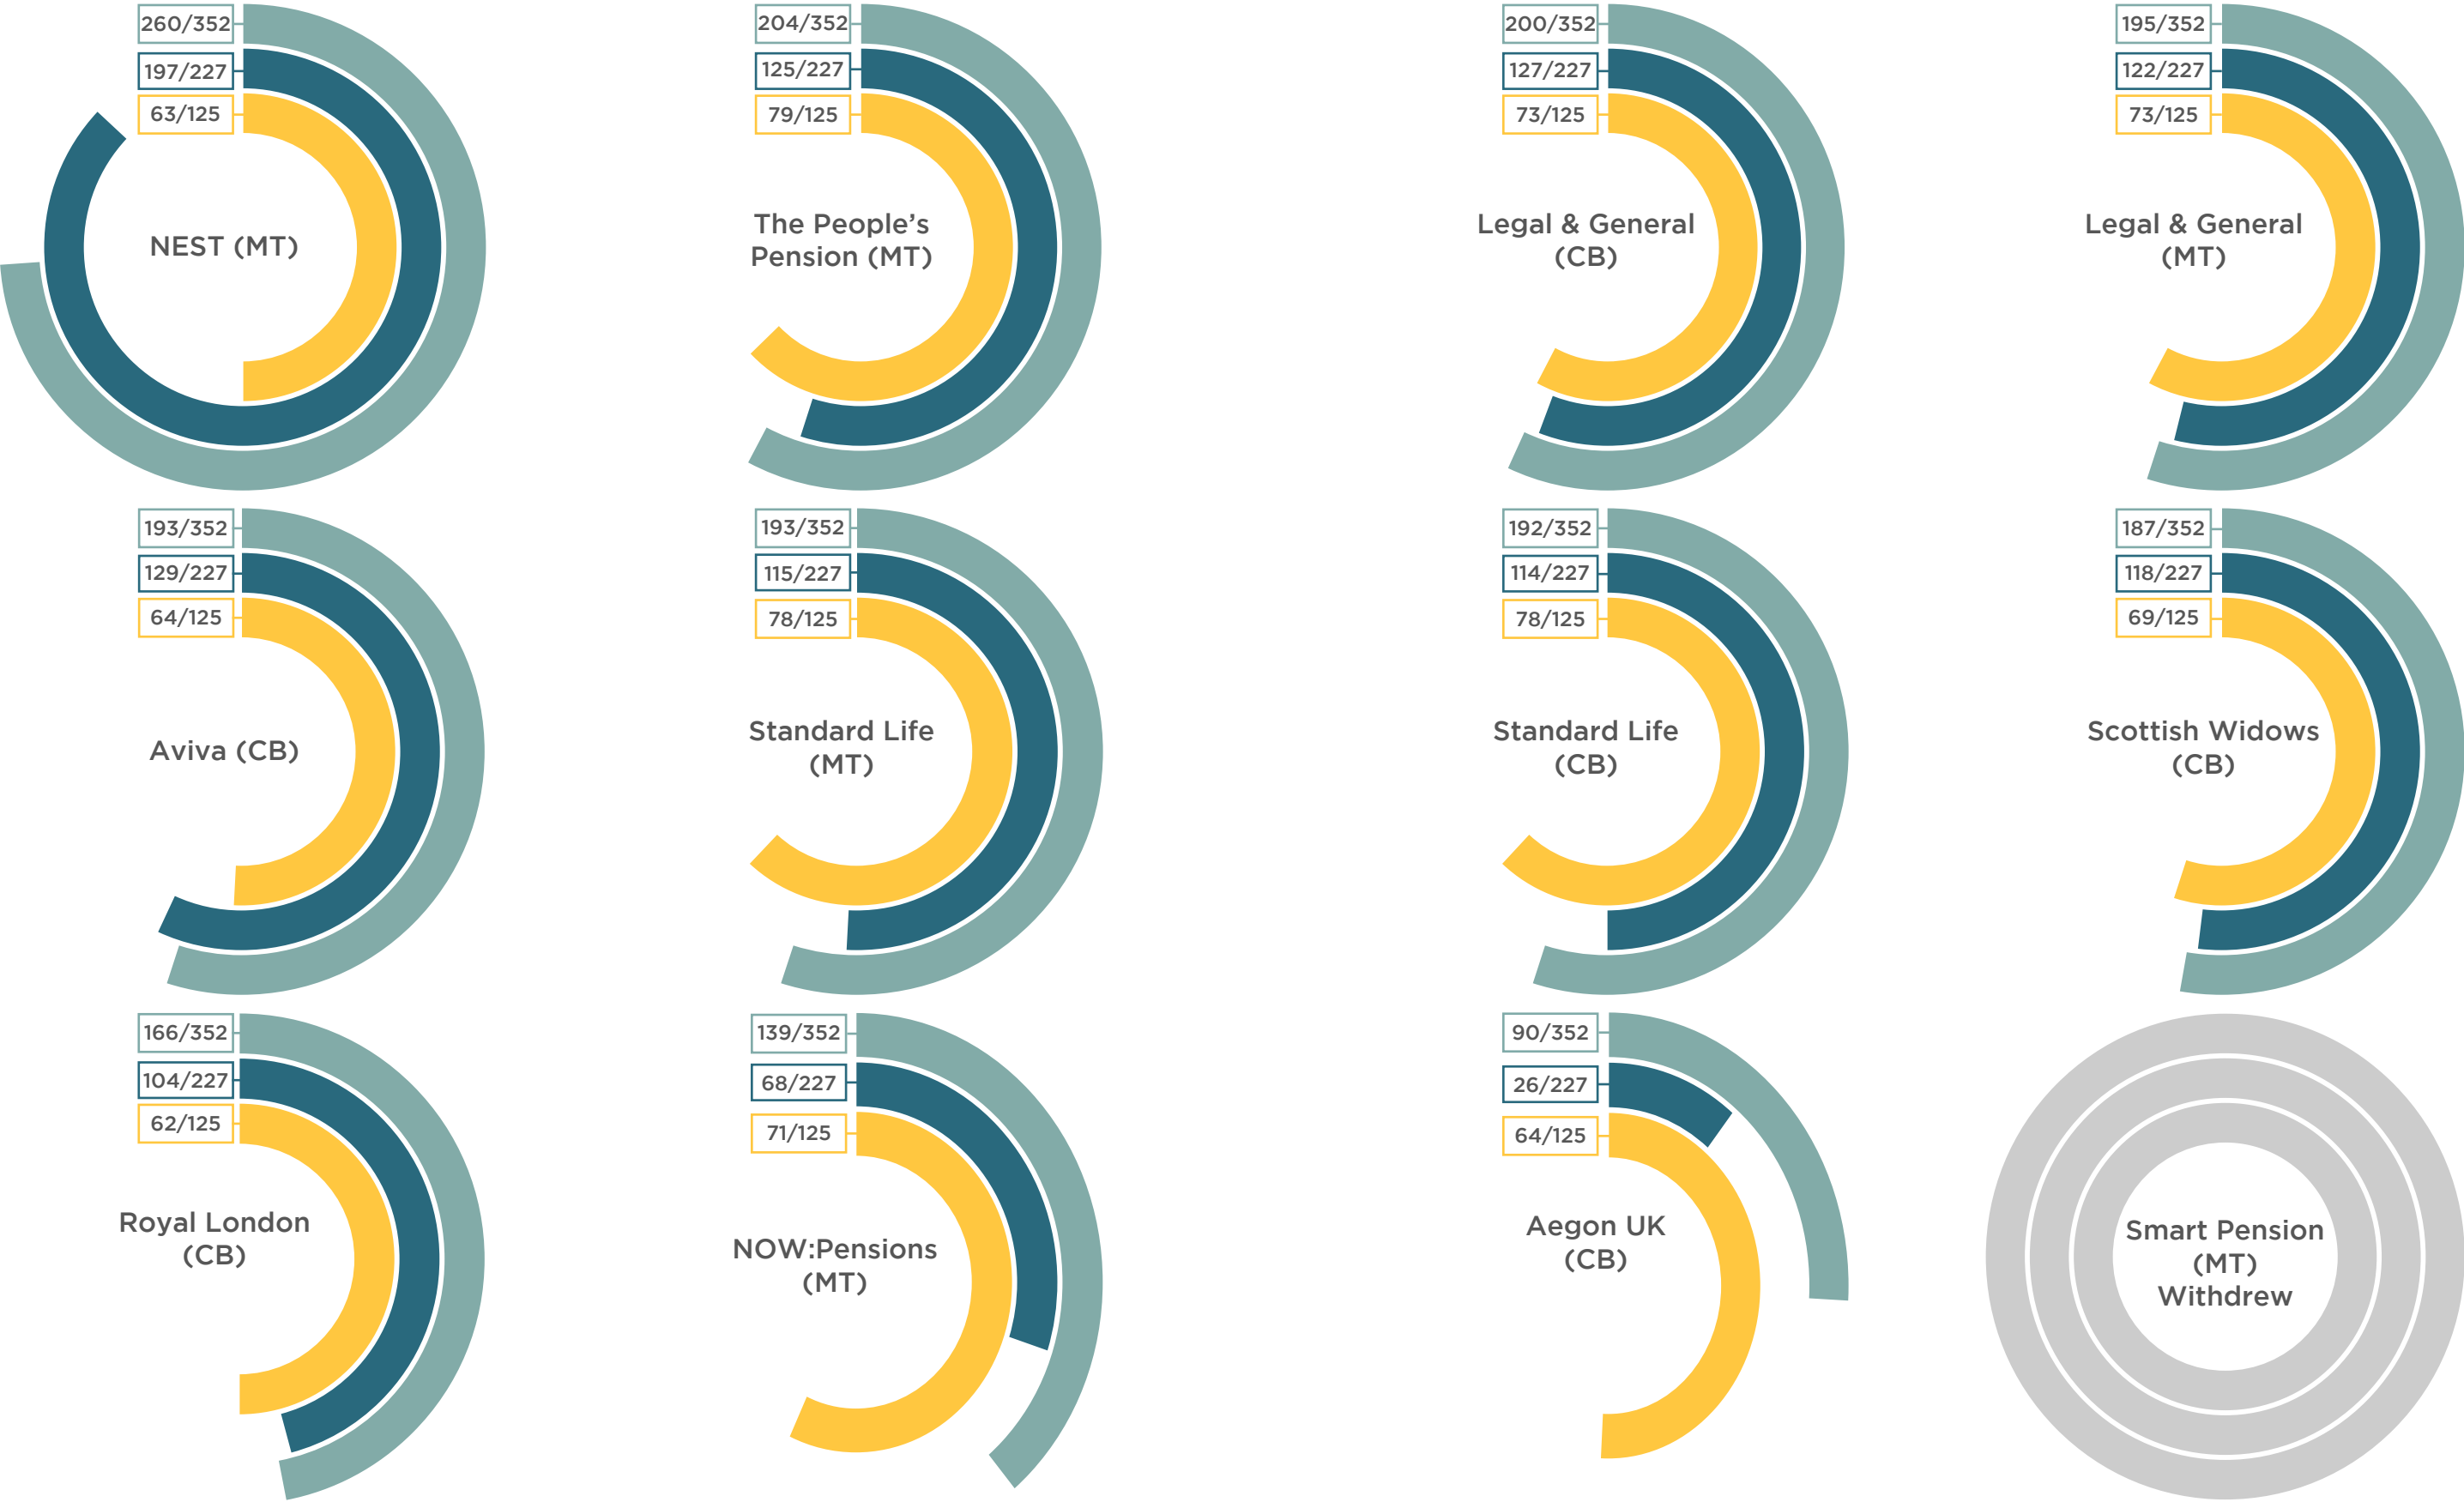 260/352
197/227
63/125
NEST (MT)
204/352
125/227
79/125
The People's
Pension (MT)
200/352
127/227
73/125
Legal & General
(CB)
195/352
122/227
73/125
Legal & General
(MT)
193/352
129/227
64/125
Aviva (CB)
193/352
115/227
78/125
Standard Life
(MT)
192/352
114/227
78/125
Standard Life
(CB)
187/352
118/227
69/125
Scottish Widows
(CB)
166/352
104/227
62/125
Royal London
(CB)
139/352
68/227
71/125
NOW:Pensions
(MT)
90/352
26/227
64/125
Aegon UK
(CB)
Smart Pension
(MT)
Withdrew